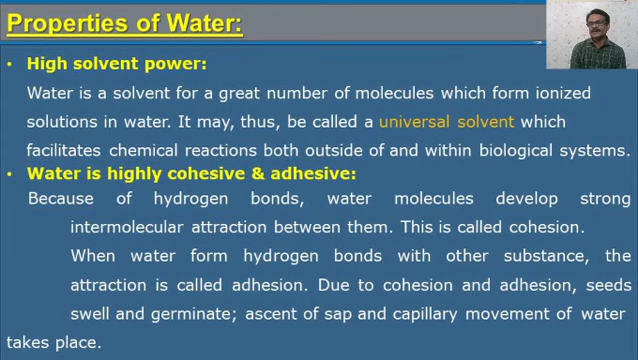 Properties of Water:
• High solvent power:
Water is a solvent for a great number of molecules which form ionized
solutions in water. It may, thus, be called a universal solvent which
facilitates chemical reactions both outside of and within biological systems.
• Water is highly cohesive & adhesive:
Because of hydrogen bonds, water molecules develop strong
intermolecular attraction between them. This is called cohesion.
When water form hydrogen bonds with other substance, the
attraction is called adhesion. Due to cohesion and adhesion, seeds
swell and germinate; ascent of sap and capillary movement of water
takes place.